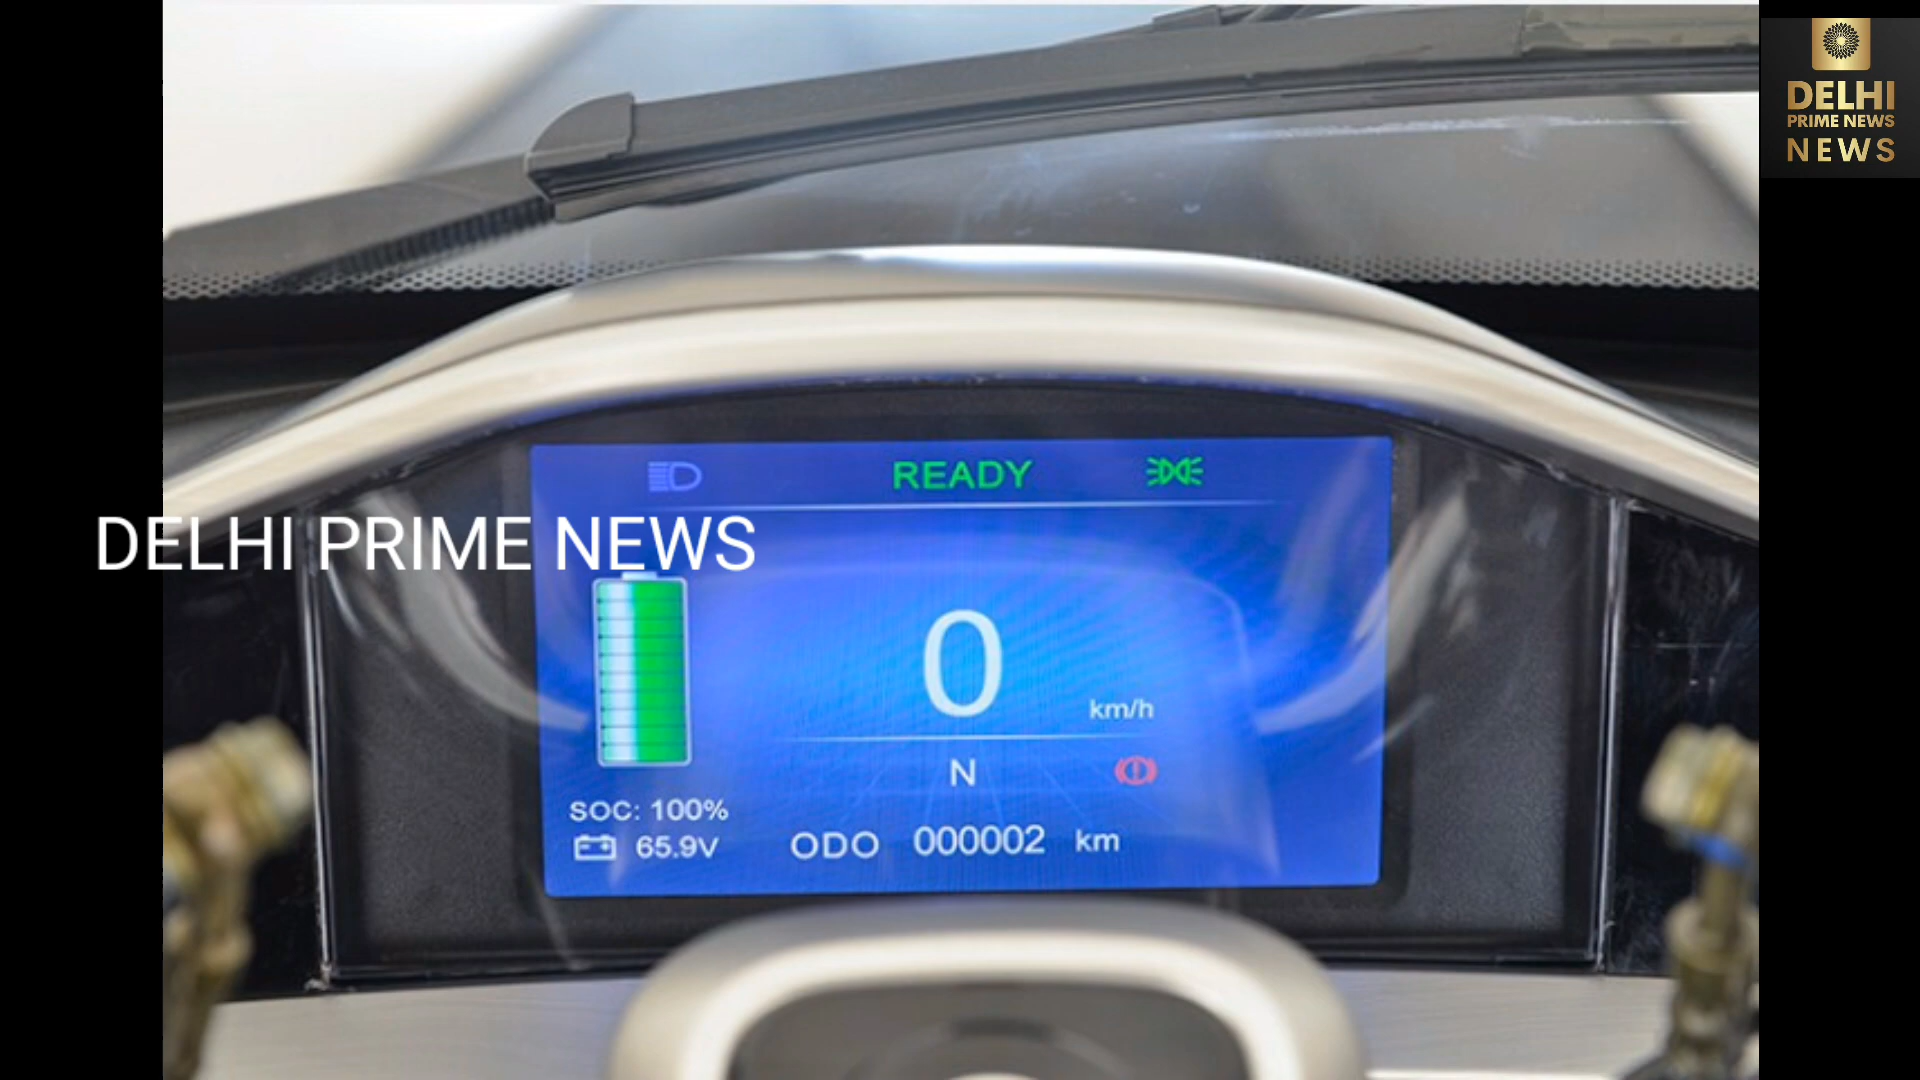 DELHI
PRIME NEWS
NEWS
READY
DELHI PRIME NEWS
0
km/h
N
SOC: 100%
65.9V
ODO 000002 km